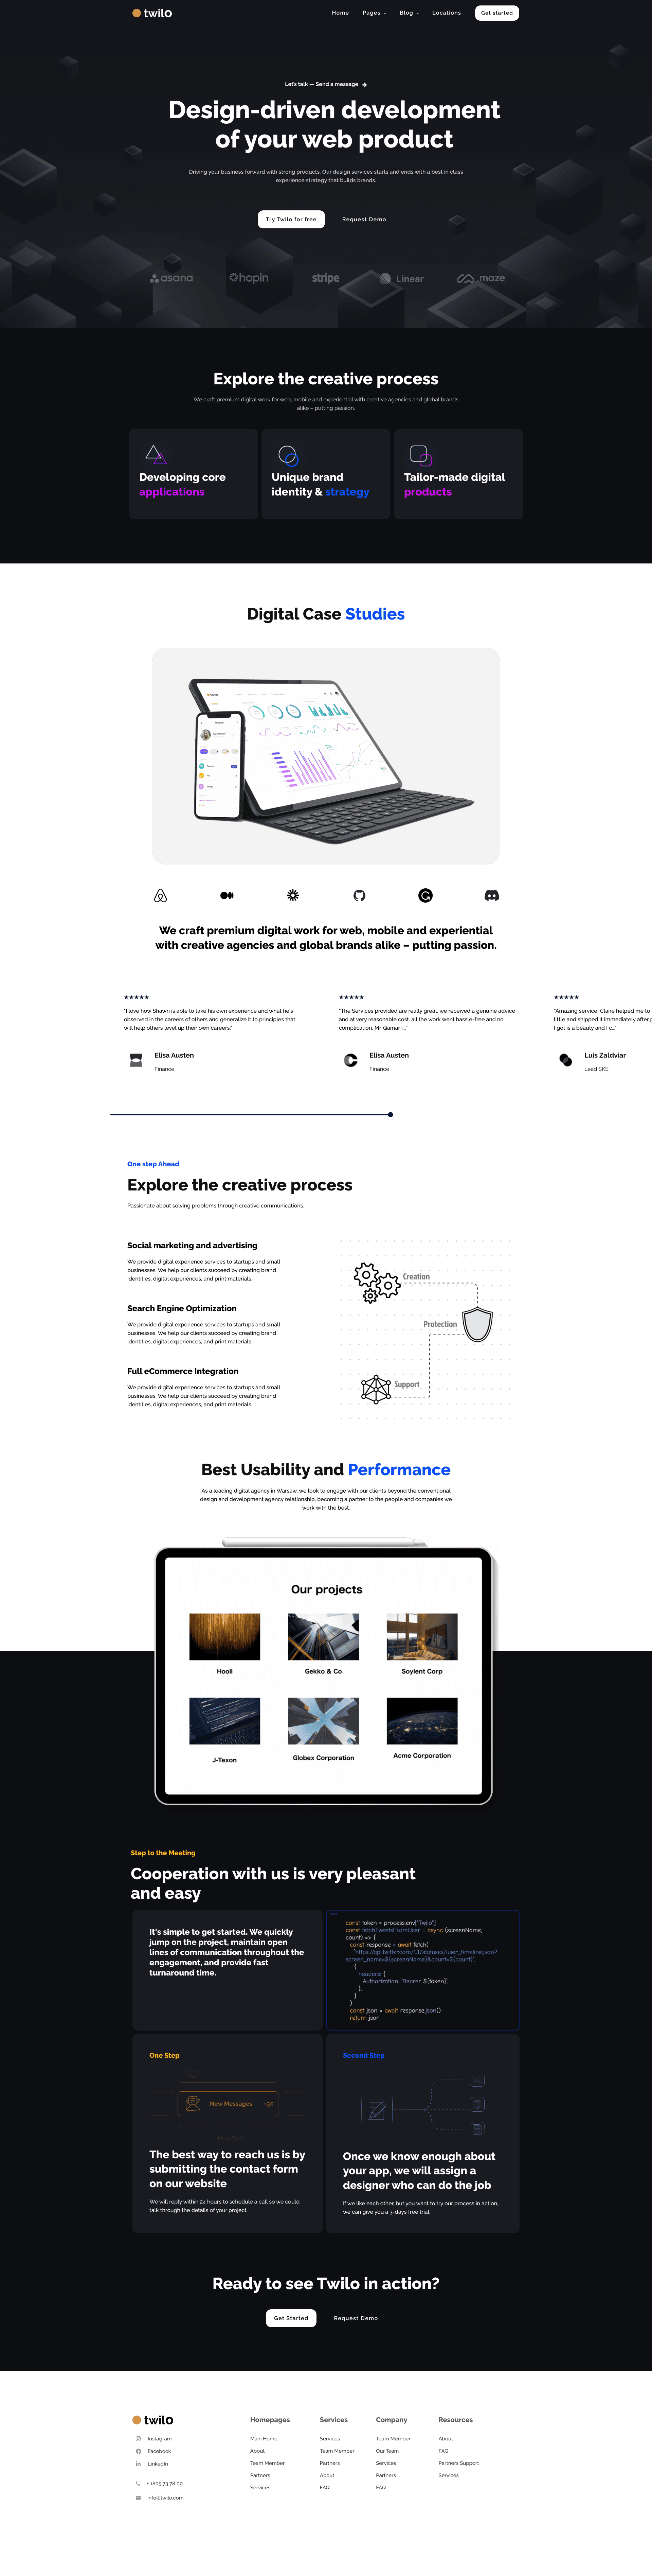 twilo
Home Pages Blog Locations Get started
Let's talk — Send a message
Design-driven development
of your web product
Driving your business forward with strong products. Our design services starts and ends with a best in class
experience strategy that builds brands.
Try Twilo for free Request Demo
asana hopin stripe Linear maze
Explore the creative process
We craft premium digital work for web, mobile and experiential with creative agencies and global brands
alike – putting passion.
Developing core
applications
Unique brand
identity & strategy
Tailor-made digital
products
Digital Case Studies
We craft premium digital work for web, mobile and experiential
with creative agencies and global brands alike – putting passion.
★★★★★
"I love how Shawn is able to take his own experience and what he's
observed in the careers of others and generalize it to principles that
will help others level up their own careers."
Elisa Austen
Finance
★★★★★
"The Services provided are really great, we received a genuine advice
and at very reasonable cost, all the work went hassle-free and no
complication. Mr. Qamar i..."
Elisa Austen
Finance
★★★★★
"Amazing service! Claire helped me to
little and shipped it immediately after
I got is a beauty and I c..."
Luis Zaldviar
Lead SKE
One step Ahead
Explore the creative process
Passionate about solving problems through creative communications.
Social marketing and advertising
We provide digital experience services to startups and small
businesses. We help our clients succeed by creating brand
identities, digital experiences, and print materials.
Search Engine Optimization
We provide digital experience services to startups and small
businesses. We help our clients succeed by creating brand
identities, digital experiences, and print materials.
Full eCommerce Integration
We provide digital experience services to startups and small
businesses. We help our clients succeed by creating brand
identities, digital experiences, and print materials.
Creation
Protection
Support
Best Usability and Performance
As a leading digital agency in Warsaw, we look to engage with our clients beyond the conventional
design and development agency relationship, becoming a partner to the people and companies we
work with the best.
Our projects
Hooli Gekko & Co Soylent Corp
J-Texon Globex Corporation Acme Corporation
Step to the Meeting
Cooperation with us is very pleasant
and easy
It's simple to get started. We quickly
jump on the project, maintain open
lines of communication throughout the
engagement, and provide fast
turnaround time.
const token = process.env["Twilo"]
const fetchTweetsFromUser = async (screenName,
count) => {
const response = await fetch(
`https://api.twitter.com/1.1/statuses/user_timeline.json?
screen_name=${screenName}&count=${count}`,
{
headers: {
Authorization: `Bearer ${token}`,
},
}
)
const json = await response.json()
return json
One Step
New Messages +50
The best way to reach us is by
submitting the contact form
on our website
We will reply within 24 hours to schedule a call so we could
talk through the details of your project.
Second Step
Once we know enough about
your app, we will assign a
designer who can do the job
If we like each other, but you want to try our process in action,
we can give you a 3-days free trial.
Ready to see Twilo in action?
Get Started Request Demo
twilo
Instagram
Facebook
LinkedIn
+ 1805 73 78 00
info@twilo.com
Homepages
Main Home
About
Team Member
Partners
Services
Services
Services
Team Member
Partners
About
FAQ
Company
Team Member
Our Team
Services
Partners
FAQ
Resources
About
FAQ
Partners Support
Services